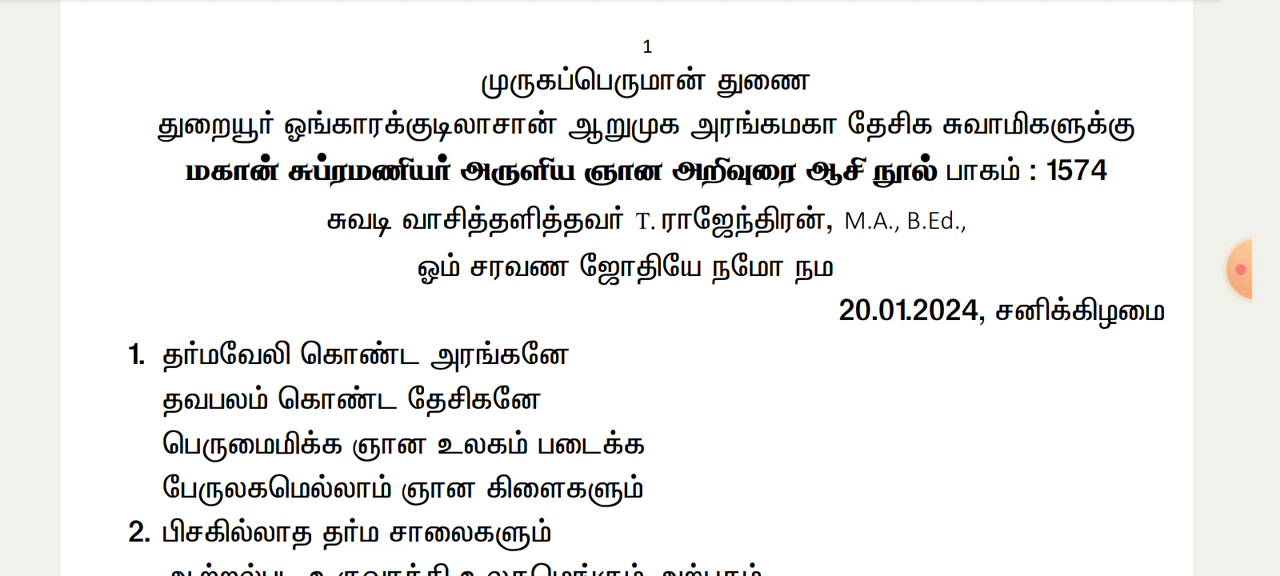 1
முருகப்பெருமான் துணை
துறையூர் ஓங்காரக்குடிலாசான் ஆறுமுக அரங்கமகா தேசிக சுவாமிகளுக்கு
மகான் சுப்ரமணியர் அருளிய ஞான அறிவுரை ஆசி நூல் பாகம் : 1574
சுவடி வாசித்தளித்தவர் T. ராஜேந்திரன், M.A., B.Ed.,
ஓம் சரவண ஜோதியே நமோ நம
20.01.2024, சனிக்கிழமை
1. தர்மவேலி கொண்ட அரங்கனே
தவபலம் கொண்ட தேசிகனே
பெருமைமிக்க ஞான உலகம் படைக்க
பேருலகமெல்லாம் ஞான கிளைகளும்
2. பிசகில்லாத தர்ம சாலைகளும்